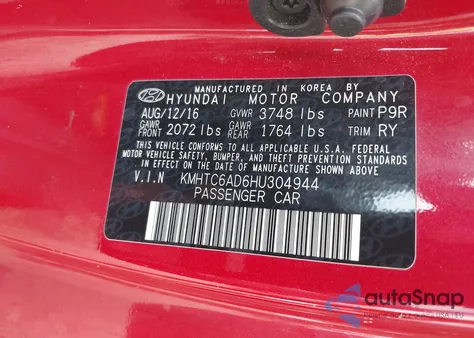 MANUFACTURED IN KOREA BY
HYUNDAI MOTOR COMPANY
AUG/12/16 GVWR 3748 lbs PAINT P9R
GAWR FRONT 2072 lbs GAWR REAR 1764 lbs TRIM RY
THIS VEHICLE CONFORMS TO ALL APPLICABLE U.S. FEDERAL
MOTOR VEHICLE SAFETY, BUMPER, AND THEFT PREVENTION STANDARDS
IN EFFECT ON THE DATE OF MANUFACTURE SHOWN ABOVE.
V.I.N KMHTC6AD6HU304944
PASSENGER CAR
autoSnap